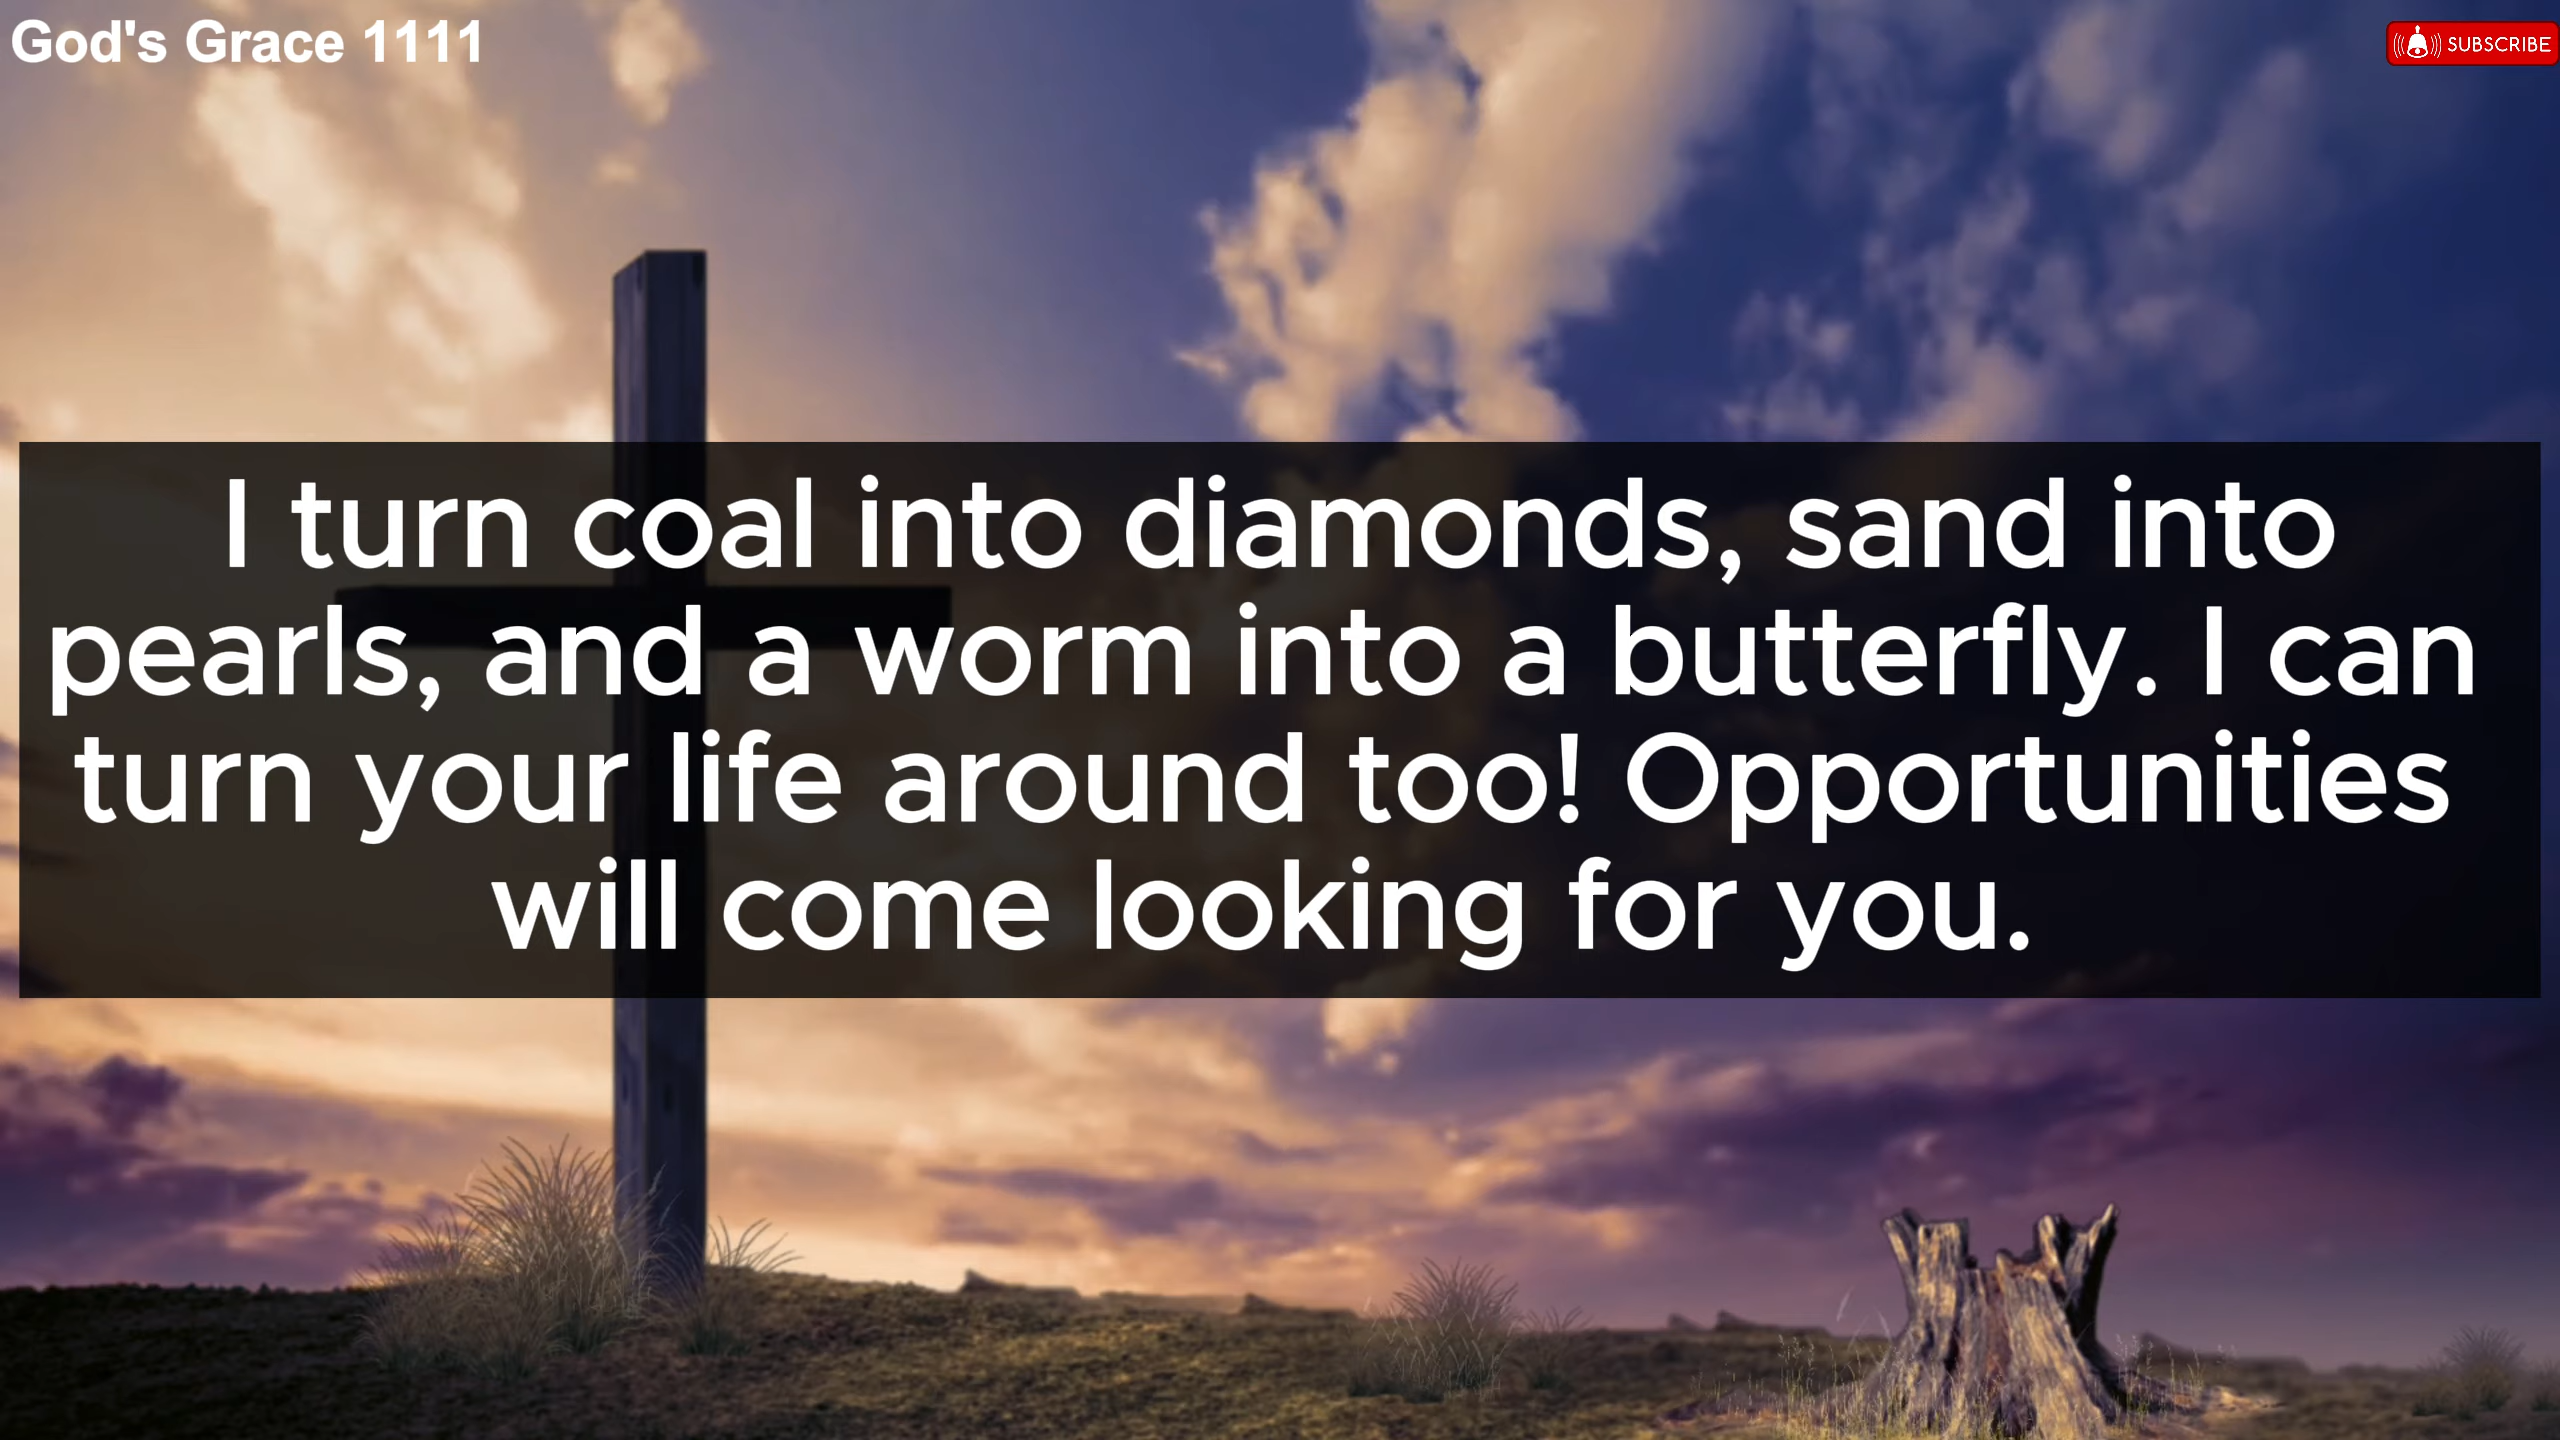 God's Grace 1111
SUBSCRIBE
I turn coal into diamonds, sand into
pearls, and a worm into a butterfly. I can
turn your life around too! Opportunities
will come looking for you.